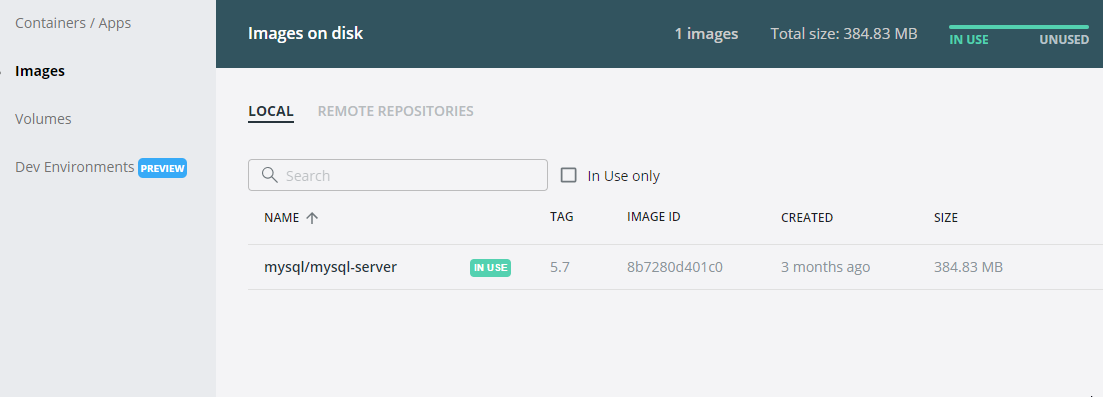 Containers / Apps
Images
Volumes
Dev Environments PREVIEW
Images on disk 1 images Total size: 384.83 MB IN USE UNUSED
LOCAL REMOTE REPOSITORIES
Search In Use only
NAME TAG IMAGE ID CREATED SIZE
mysql/mysql-server IN USE 5.7 8b7280d401c0 3 months ago 384.83 MB